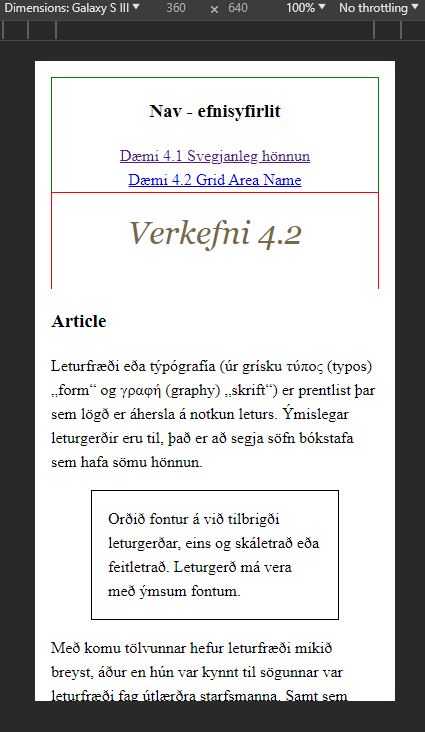 Dimensions: Galaxy S III ▼ 360 × 640 100% ▼ No throttling ▼
Nav - efnisyfirlit
Dæmi 4.1 Svegjanleg hönnun
Dæmi 4.2 Grid Area Name
Verkefni 4.2
Article
Leturfræði eða týpógrafía (úr grísku τύπος (typos)
„form“ og γραφή (graphy) „skrift“) er prentlist þar
sem lögð er áhersla á notkun leturs. Ýmislegar
leturgerðir eru til, það er að segja söfn bókstafa
sem hafa sömu hönnun.
Orðið fontur á við tilbrigði
leturgerðar, eins og skáletrað eða
feitletrað. Leturgerð má vera
með ýmsum fontum.
Með komu tölvunnar hefur leturfræði mikið
breyst, áður en hún var kynnt til sögunnar var
leturfræði fag útlærðra starfsmanna. Samt sem